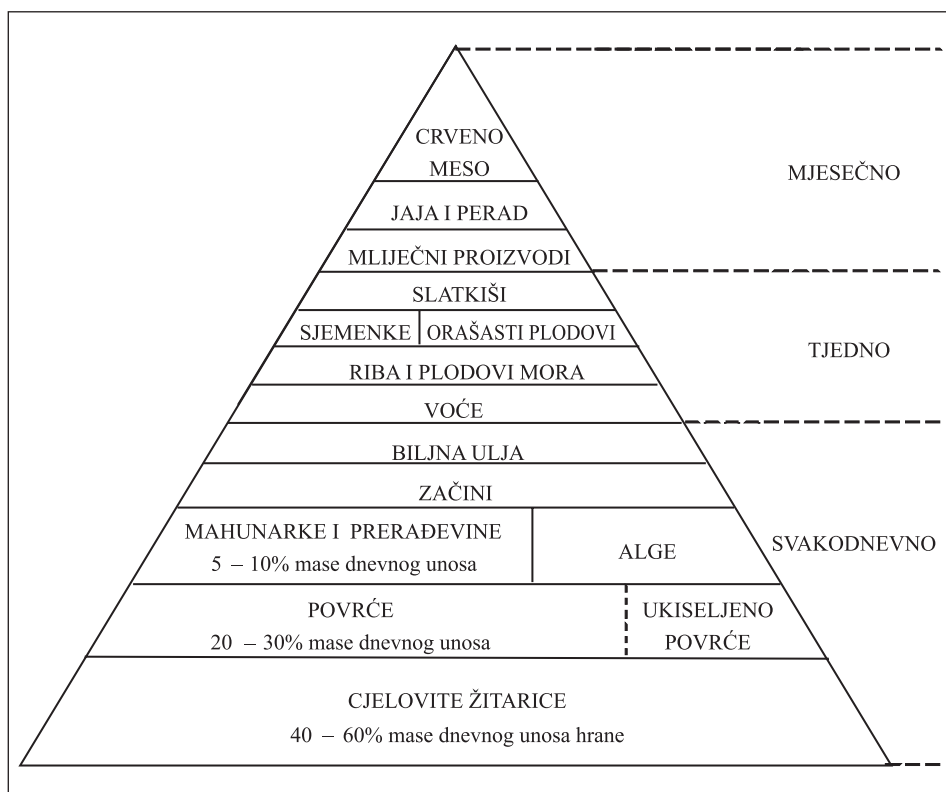 CRVENO
MESO
MJESEČNO
JAJA I PERAD
MLIJEČNI PROIZVODI
SLATKIŠI
SJEMENKE
ORAŠASTI PLODOVI
TJEDNO
RIBA I PLODOVI MORA
VOĆE
BILJNA ULJA
ZAČINI
MAHUNARKE I PRERAĐEVINE
5 – 10% mase dnevnog unosa
ALGE
SVAKODNEVNO
POVRĆE
20 – 30% mase dnevnog unosa
UKISELJENO
POVRĆE
CJELOVITE ŽITARICE
40 – 60% mase dnevnog unosa hrane